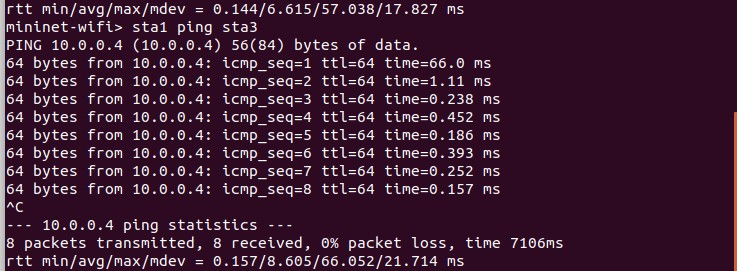 rtt min/avg/max/mdev = 0.144/6.615/57.038/17.827 ms
mininet-wifi> sta1 ping sta3
PING 10.0.0.4 (10.0.0.4) 56(84) bytes of data.
64 bytes from 10.0.0.4: icmp_seq=1 ttl=64 time=66.0 ms
64 bytes from 10.0.0.4: icmp_seq=2 ttl=64 time=1.11 ms
64 bytes from 10.0.0.4: icmp_seq=3 ttl=64 time=0.238 ms
64 bytes from 10.0.0.4: icmp_seq=4 ttl=64 time=0.452 ms
64 bytes from 10.0.0.4: icmp_seq=5 ttl=64 time=0.186 ms
64 bytes from 10.0.0.4: icmp_seq=6 ttl=64 time=0.393 ms
64 bytes from 10.0.0.4: icmp_seq=7 ttl=64 time=0.252 ms
64 bytes from 10.0.0.4: icmp_seq=8 ttl=64 time=0.157 ms
^C
--- 10.0.0.4 ping statistics ---
8 packets transmitted, 8 received, 0% packet loss, time 7106ms
rtt min/avg/max/mdev = 0.157/8.605/66.052/21.714 ms